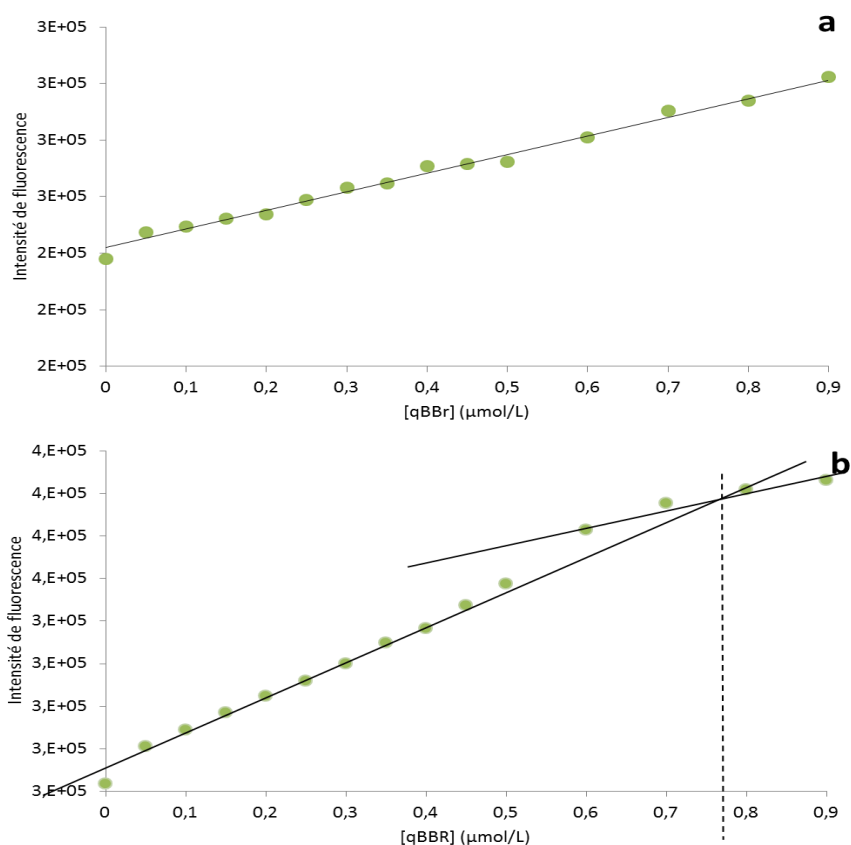 a
Intensité de fluorescence
3E+05
3E+05
3E+05
3E+05
2E+05
2E+05
2E+05
0 0,1 0,2 0,3 0,4 0,5 0,6 0,7 0,8 0,9
[qBBr] (µmol/L)
b
Intensité de fluorescence
4,E+05
4,E+05
4,E+05
4,E+05
3,E+05
3,E+05
3,E+05
3,E+05
3,E+05
0 0,1 0,2 0,3 0,4 0,5 0,6 0,7 0,8 0,9
[qBBR] (µmol/L)